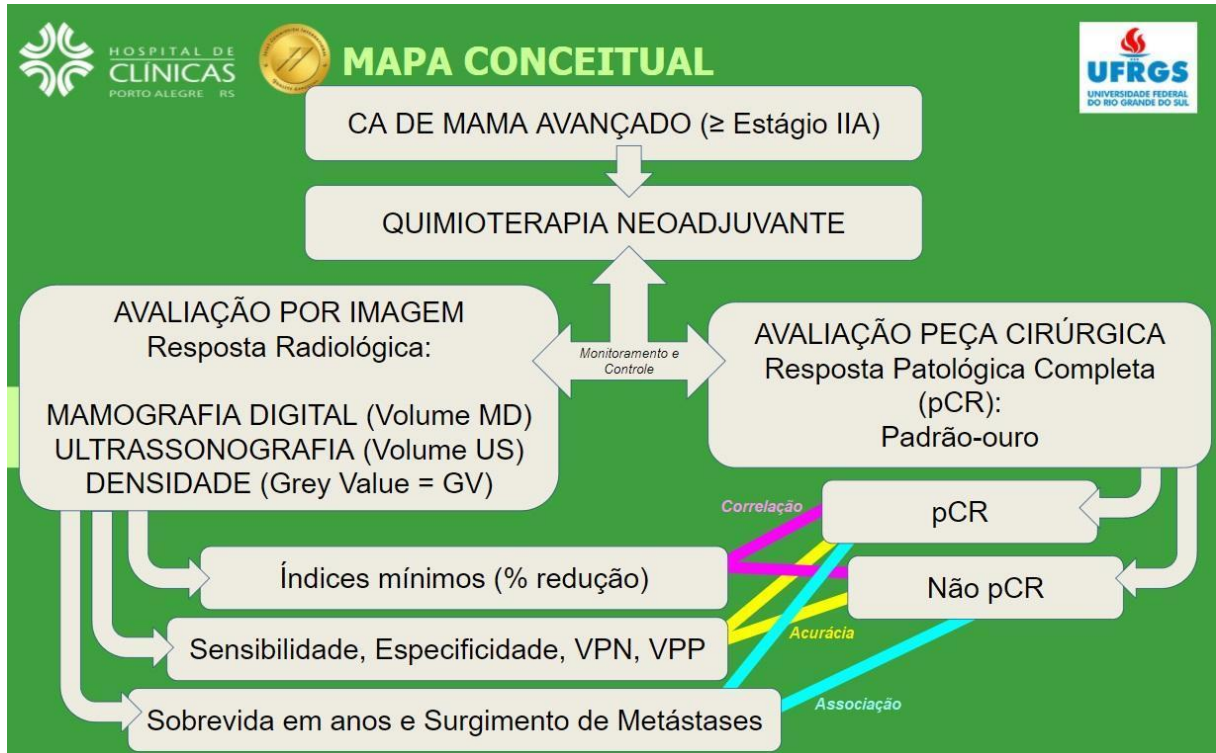 HOSPITAL DE
CLÍNICAS
PORTO ALEGRE RS
MAPA CONCEITUAL
UFRGS
UNIVERSIDADE FEDERAL
DO RIO GRANDE DO SUL
CA DE MAMA AVANÇADO (≥ Estágio IIA)
QUIMIOTERAPIA NEOADJUVANTE
AVALIAÇÃO POR IMAGEM
Resposta Radiológica:
MAMOGRAFIA DIGITAL (Volume MD)
ULTRASSONOGRAFIA (Volume US)
DENSIDADE (Grey Value = GV)
Monitoramento e
Controle
AVALIAÇÃO PEÇA CIRÚRGICA
Resposta Patológica Completa
(pCR):
Padrão-ouro
Correlação
pCR
Índices mínimos (% redução)
Não pCR
Acurácia
Sensibilidade, Especificidade, VPN, VPP
Associação
Sobrevida em anos e Surgimento de Metástases